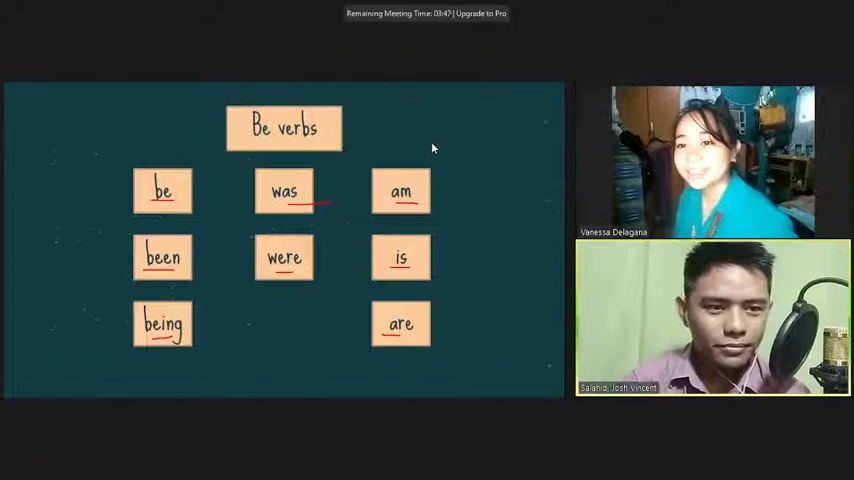 Remaining Meeting Time: 03:47 | Upgrade to Pro
Be verbs
be
was
am
been
were
is
being
are
Vanessa Delagana
Salahid, Josh Vincent